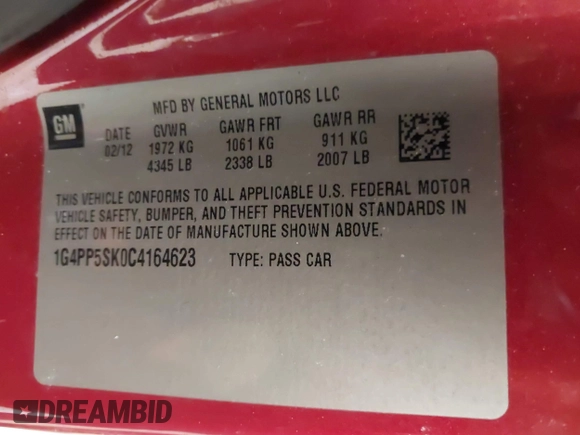 GM
MFD BY GENERAL MOTORS LLC
DATE GVWR GAWR FRT GAWR RR
02/12 1972 KG 1061 KG 911 KG
4345 LB 2338 LB 2007 LB
THIS VEHICLE CONFORMS TO ALL APPLICABLE U.S. FEDERAL MOTOR
VEHICLE SAFETY, BUMPER, AND THEFT PREVENTION STANDARDS IN
EFFECT ON THE DATE OF MANUFACTURE SHOWN ABOVE.
1G4PP5SK0C4164623 TYPE: PASS CAR
DREAMBID